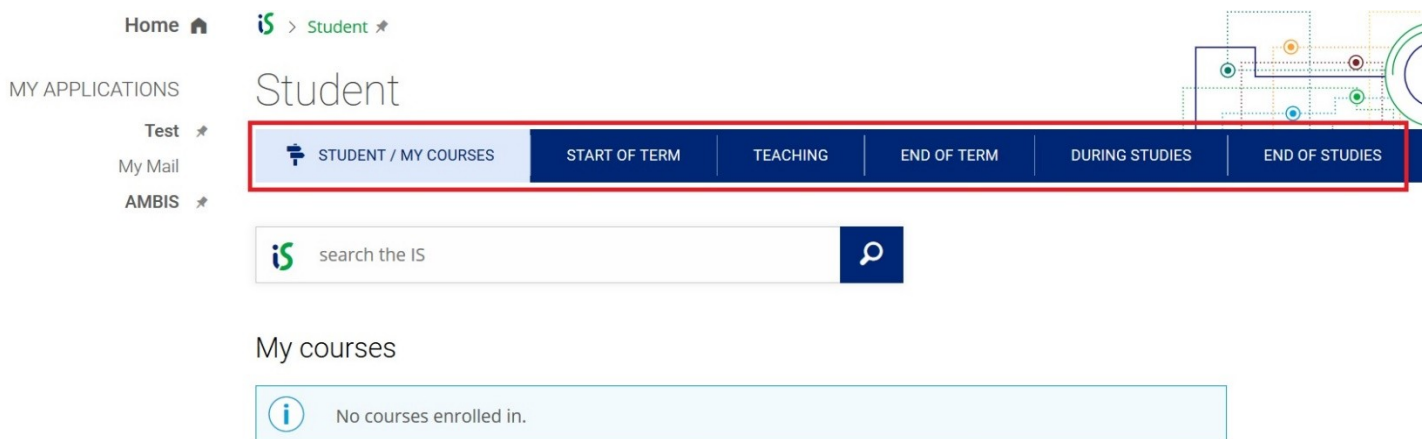 Home
iS > Student
MY APPLICATIONS
Test
My Mail
AMBIS
Student
STUDENT / MY COURSES START OF TERM TEACHING END OF TERM DURING STUDIES END OF STUDIES
iS search the IS
My courses
i No courses enrolled in.